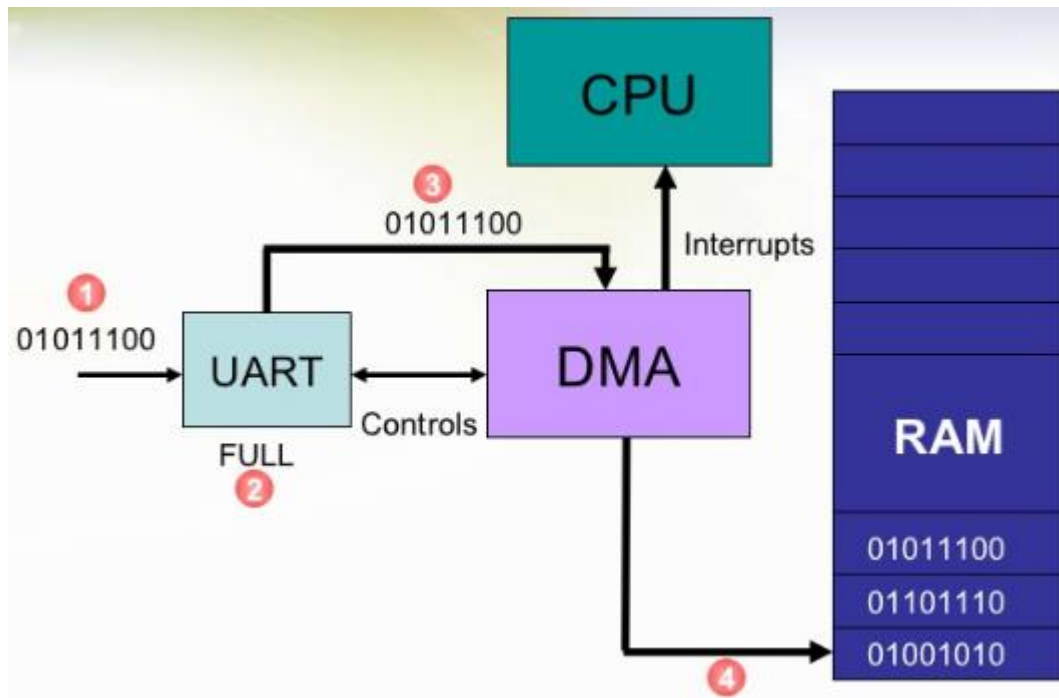 CPU
3
01011100
Interrupts
1
01011100
UART
DMA
Controls
FULL
2
RAM
01011100
01101110
01001010
4